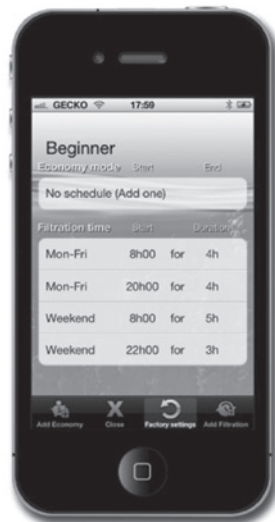 GECKO 17:59
Beginner
Economy mode Start End
No schedule (Add one)
Filtration time Start Duration
Mon-Fri 8h00 for 4h
Mon-Fri 20h00 for 4h
Weekend 8h00 for 5h
Weekend 22h00 for 3h
Add Economy Close Factory settings Add Filtration